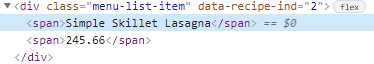 ▼<div class="menu-list-item" data-recipe-ind="2"> flex
<span>Simple Skillet Lasagna</span> == $0
<span>245.66</span>
</div>